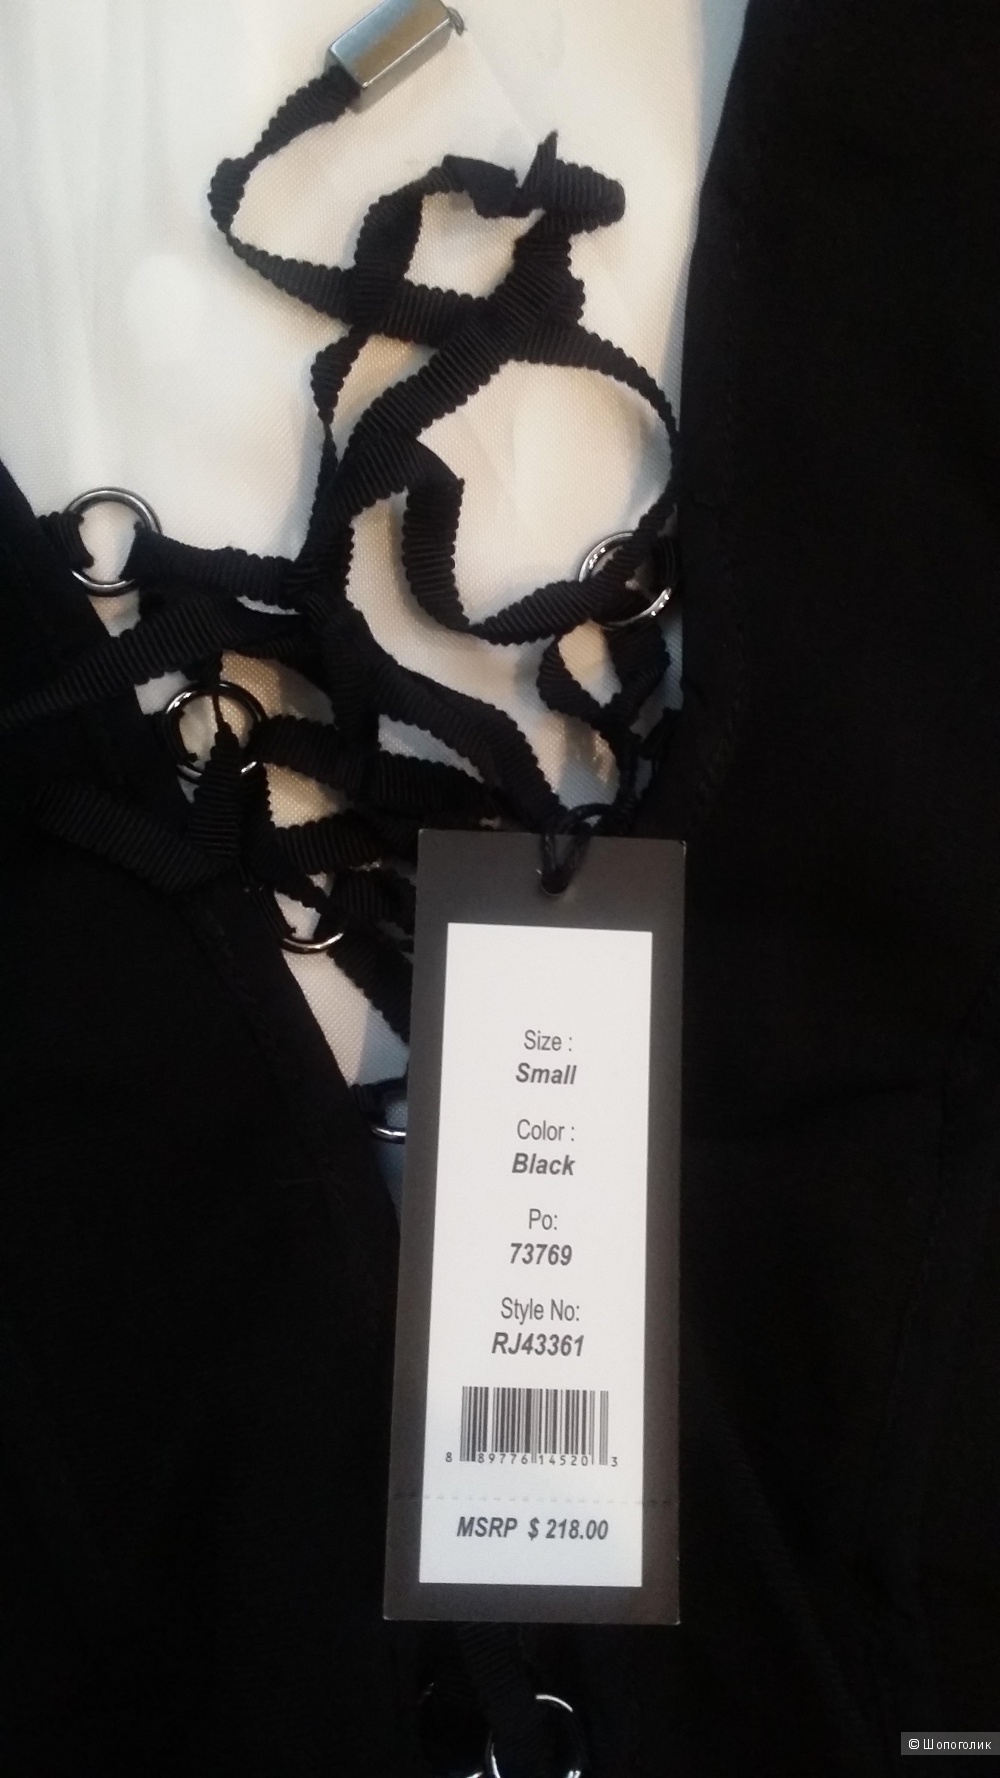 Size :
Small
Color :
Black
Po:
73769
Style No:
RJ43361
8 89776 14520 3
MSRP $ 218.00
© Шопоголик